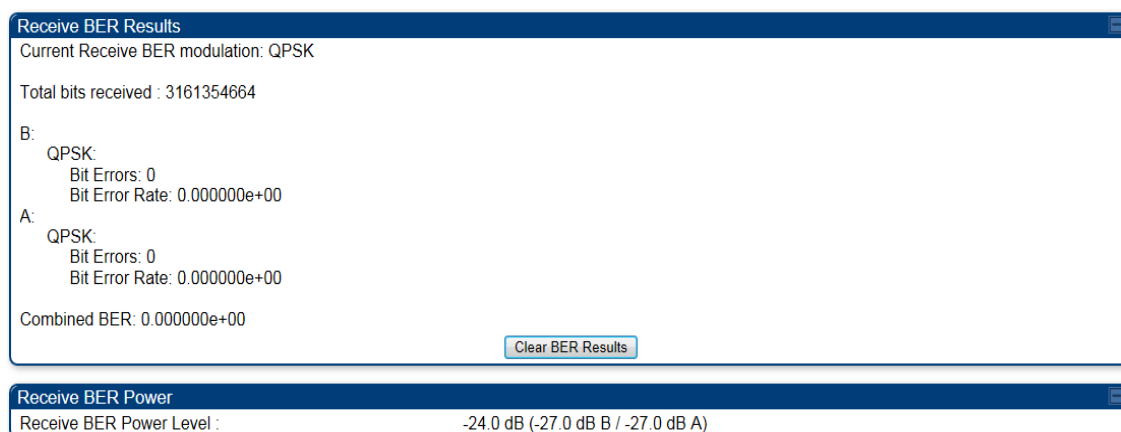 Receive BER Results
Current Receive BER modulation: QPSK
Total bits received : 3161354664
B:
QPSK:
Bit Errors: 0
Bit Error Rate: 0.000000e+00
A:
QPSK:
Bit Errors: 0
Bit Error Rate: 0.000000e+00
Combined BER: 0.000000e+00
Clear BER Results
Receive BER Power
Receive BER Power Level : -24.0 dB (-27.0 dB B / -27.0 dB A)